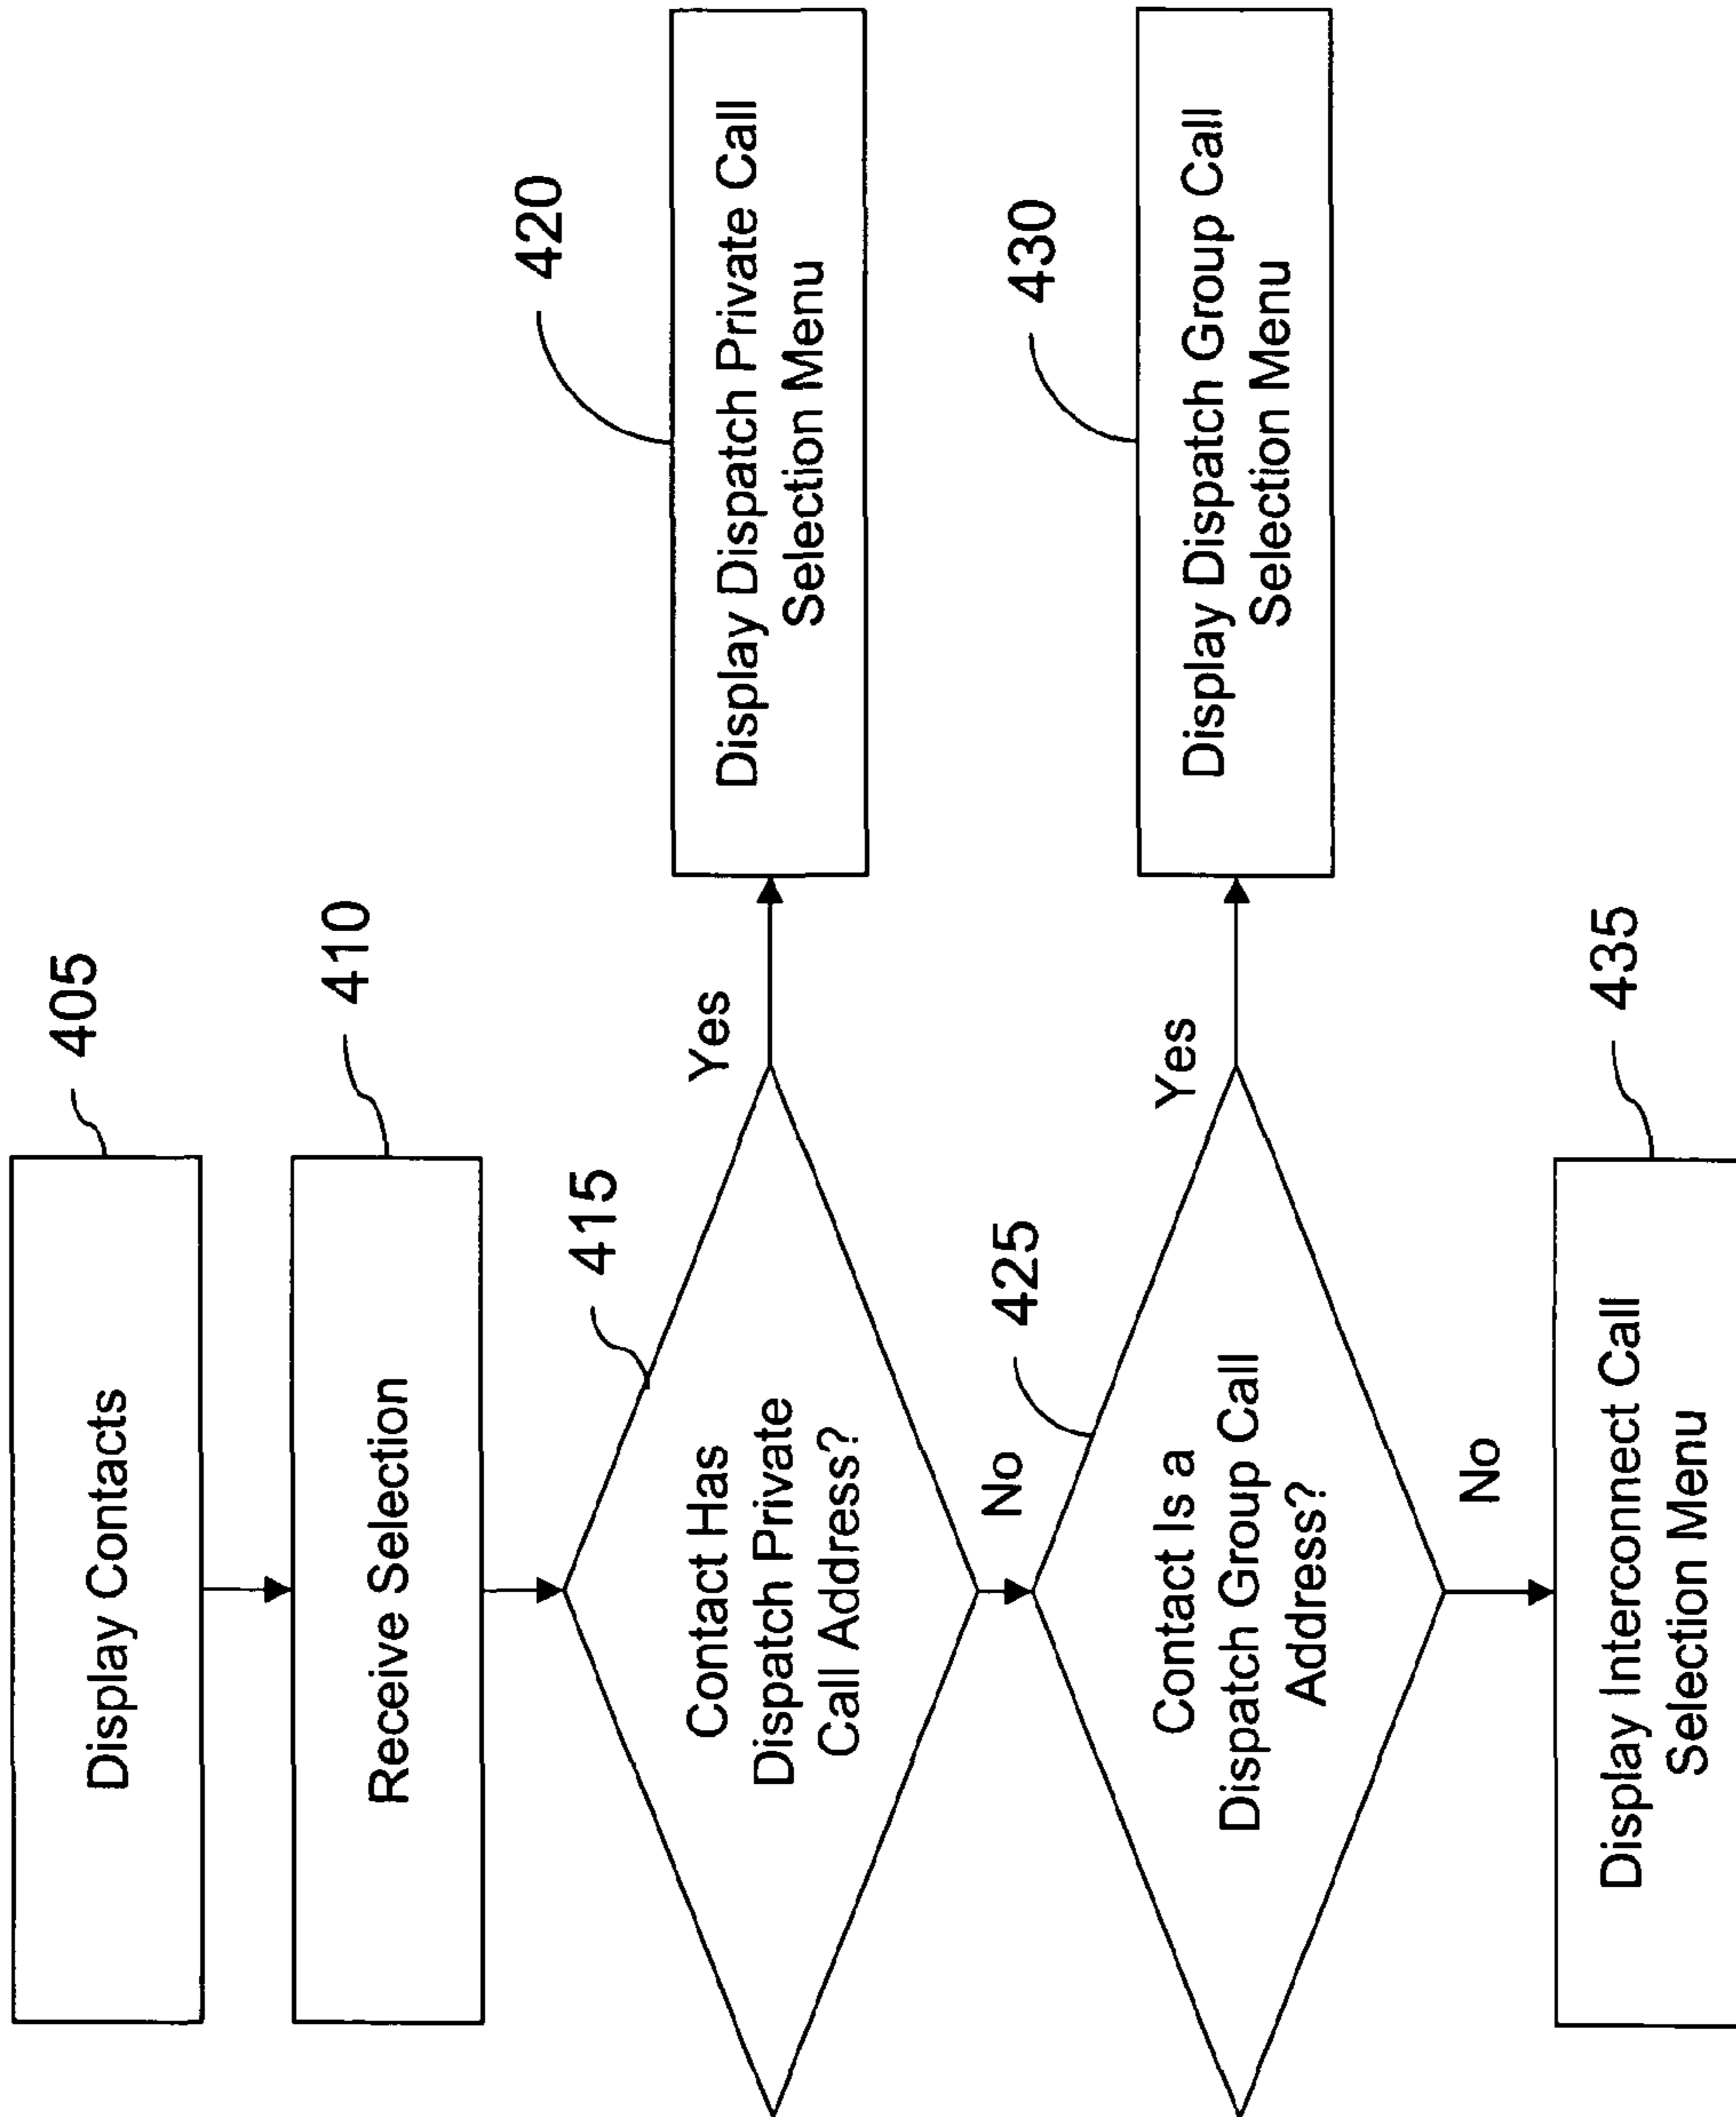 Display Contacts
405
Receive Selection
410
Contact Has
Dispatch Private
Call Address?
415
Yes
Display Dispatch Private Call
Selection Menu
420
No
Contact Is a
Dispatch Group Call
Address?
425
Yes
Display Dispatch Group Call
Selection Menu
430
No
Display Interconnect Call
Selection Menu
435